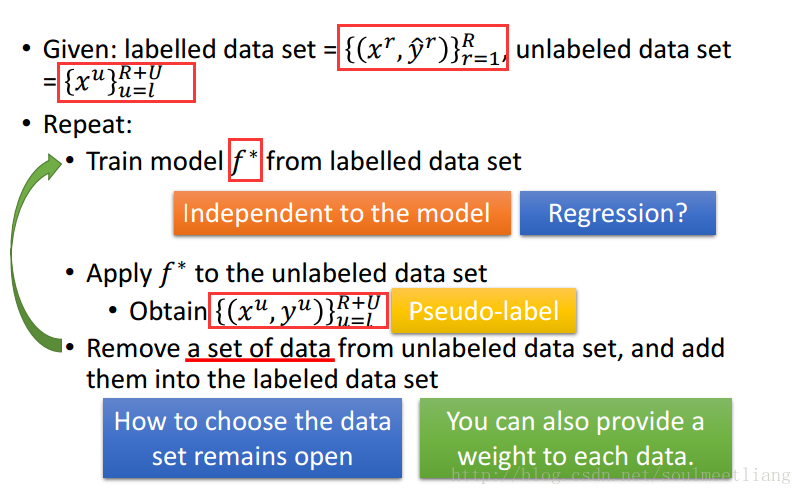 • Given: labelled data set = {(x^r, ŷ^r)}_{r=1}^R, unlabeled data set
= {x^u}_{u=l}^{R+U}
• Repeat:
• Train model f* from labelled data set
Independent to the model
Regression?
• Apply f* to the unlabeled data set
• Obtain {(x^u, y^u)}_{u=l}^{R+U}
Pseudo-label
• Remove a set of data from unlabeled data set, and add
them into the labeled data set
How to choose the data
set remains open
You can also provide a
weight to each data.
http://blog.csdn.net/soulmeetliang